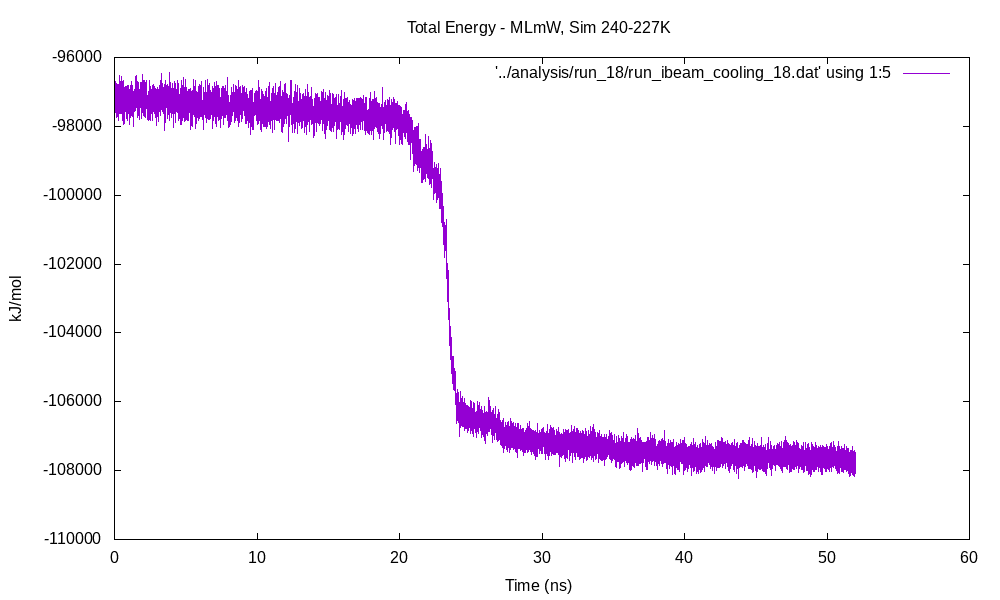 Total Energy - MLmW, Sim 240-227K
'../analysis/run_18/run_ibeam_cooling_18.dat' using 1:5
-96000
-98000
-100000
-102000
-104000
-106000
-108000
-110000
kJ/mol
0 10 20 30 40 50 60
Time (ns)